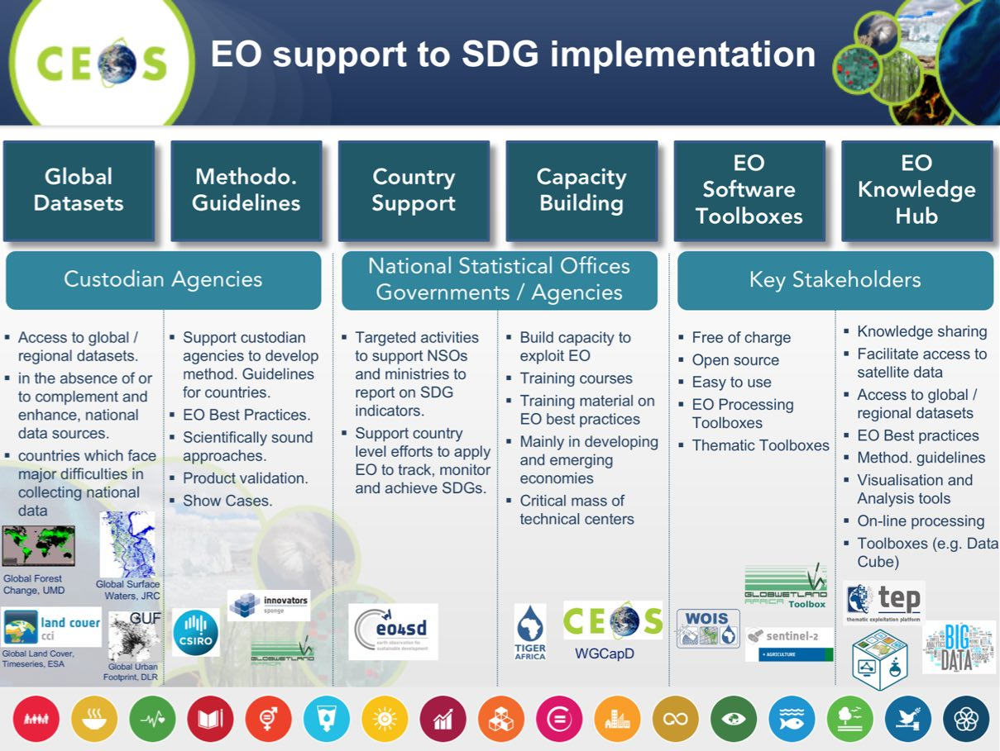 CEOS
EO support to SDG implementation
Global
Datasets
Methodo.
Guidelines
Country
Support
Capacity
Building
EO
Software
Toolboxes
EO
Knowledge
Hub
Custodian Agencies
National Statistical Offices
Governments / Agencies
Key Stakeholders
▪ Access to global /
regional datasets.
▪ in the absence of or
to complement and
enhance, national
data sources.
▪ countries which face
major difficulties in
collecting national
data
Global Forest
Change, UMD
Global Surface
Waters, JRC
land cover
cci
Global Land Cover,
Timeseries, ESA
GUF
Global Urban
Footprint, DLR
▪ Support custodian
agencies to develop
method. Guidelines
for countries.
▪ EO Best Practices.
▪ Scientifically sound
approaches.
▪ Product validation.
▪ Show Cases.
innovators
sponge
CSIRO
GLOBWETLAND
AFRICA
▪ Targeted activities
to support NSOs
and ministries to
report on SDG
indicators.
▪ Support country
level efforts to apply
EO to track, monitor
and achieve SDGs.
eo4sd
earth observation for
sustainable development
▪ Build capacity to
exploit EO
▪ Training courses
▪ Training material on
EO best practices
▪ Mainly in developing
and emerging
economies
▪ Critical mass of
technical centers
TIGER
AFRICA
CEOS
WGCapD
▪ Free of charge
▪ Open source
▪ Easy to use
▪ EO Processing
Toolboxes
▪ Thematic Toolboxes
GLOBWETLAND
AFRICA
Toolbox
WOIS
sentinel-2
AGRICULTURE
▪ Knowledge sharing
▪ Facilitate access to
satellite data
▪ Access to global /
regional datasets
▪ EO Best practices
▪ Method. guidelines
▪ Visualisation and
Analysis tools
▪ On-line processing
▪ Toolboxes (e.g. Data
Cube)
tep
thematic exploitation platform
BIG
DATA